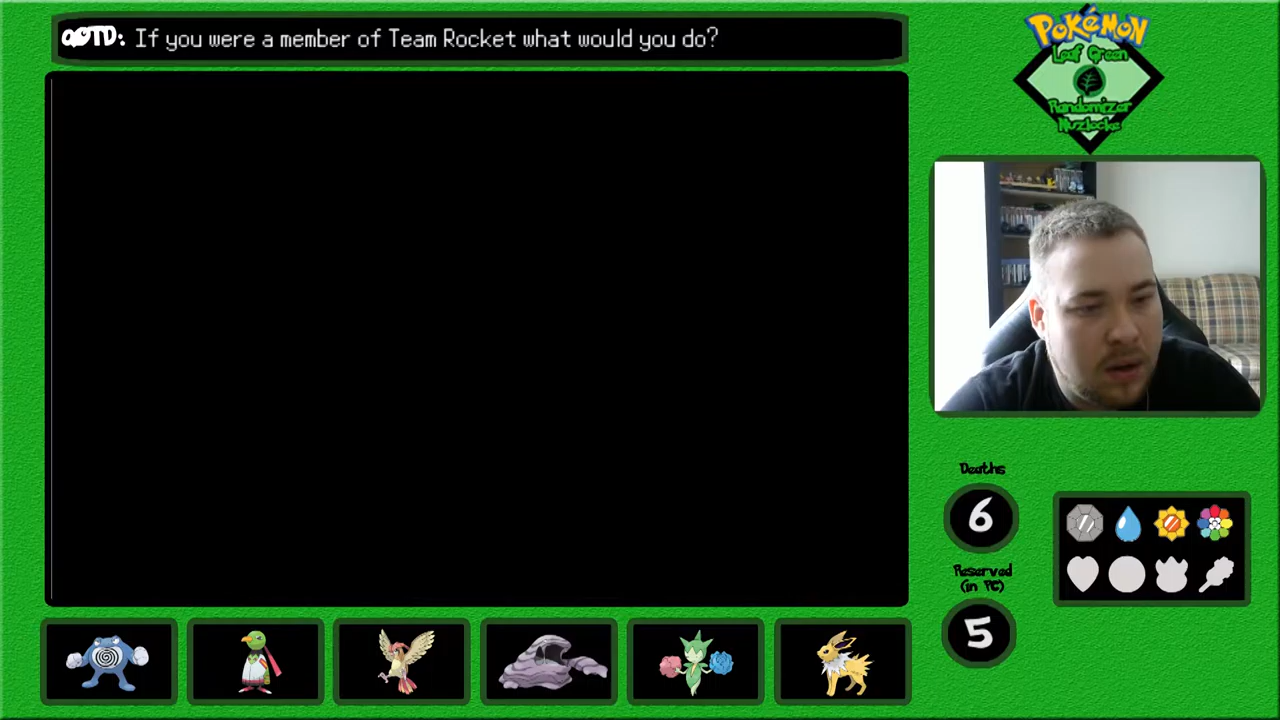 QOTD: If you were a member of Team Rocket what would you do?
POKéMON
Leaf Green
Randomizer
Nuzlocke
Deaths
6
Reserved
(in PC)
5